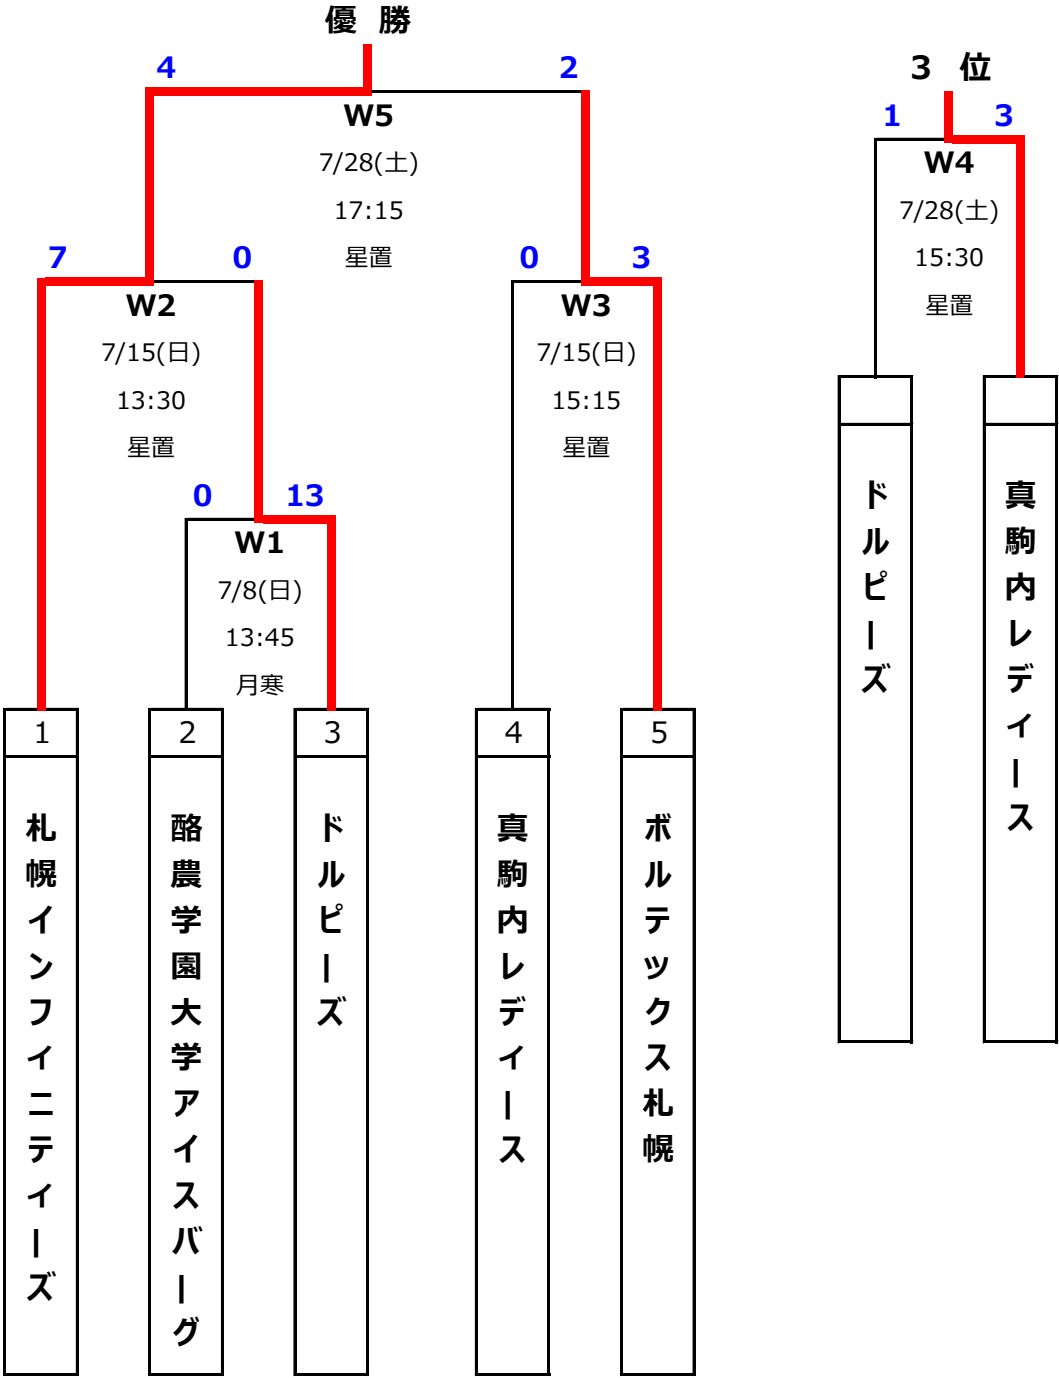 優 勝
4
2
W5
7/28(土)
17:15
星置
7
0
W2
7/15(日)
13:30
星置
0
3
W3
7/15(日)
15:15
星置
0
13
W1
7/8(日)
13:45
月寒
1
2
3
4
5
札幌インフイニテイーズ
酪農学園大学アイスバーグ
ドルピーズ
真駒内レデイース
ボルテックス札幌
3 位
1
3
W4
7/28(土)
15:30
星置
ドルピーズ
真駒内レデイース